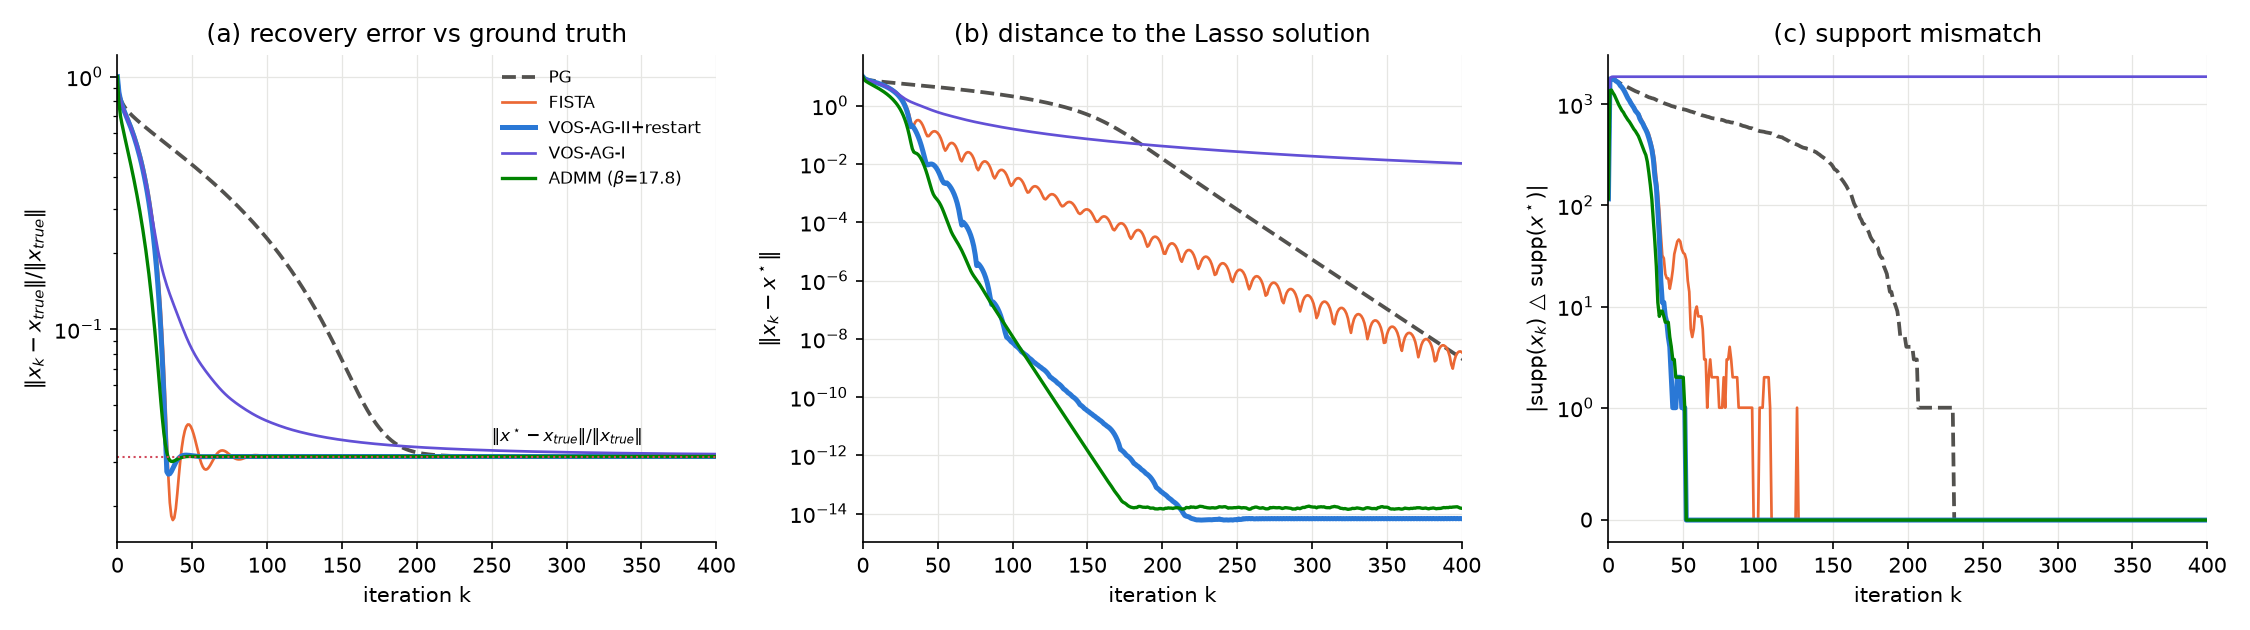 (a) recovery error vs ground truth
‖x_k − x_true‖/‖x_true‖
10^0
10^−1
PG
FISTA
VOS-AG-II+restart
VOS-AG-I
ADMM (β=17.8)
‖x⋆ − x_true‖/‖x_true‖
0 50 100 150 200 250 300 350 400
iteration k
(b) distance to the Lasso solution
‖x_k − x⋆‖
10^0
10^−2
10^−4
10^−6
10^−8
10^−10
10^−12
10^−14
0 50 100 150 200 250 300 350 400
iteration k
(c) support mismatch
|supp(x_k) △ supp(x⋆)|
10^3
10^2
10^1
10^0
0
0 50 100 150 200 250 300 350 400
iteration k